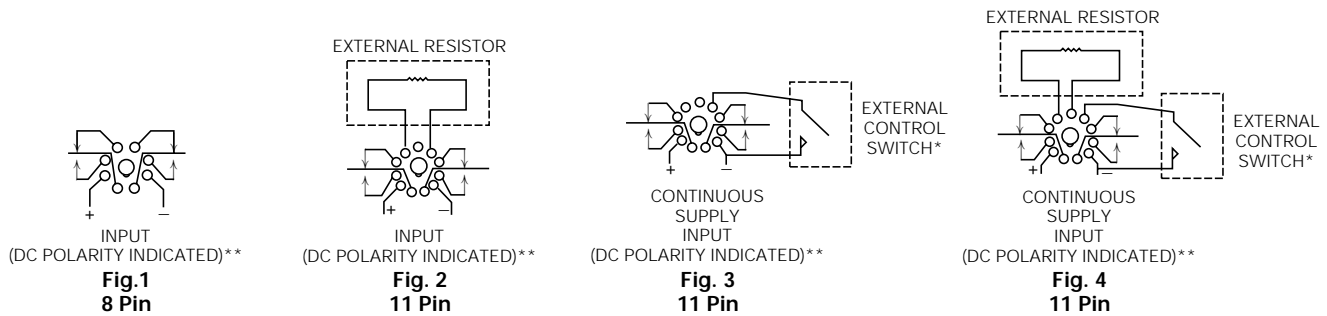 EXTERNAL RESISTOR
+
−
INPUT
(DC POLARITY INDICATED)**
Fig.1
8 Pin
EXTERNAL RESISTOR
+
−
INPUT
(DC POLARITY INDICATED)**
Fig. 2
11 Pin
EXTERNAL
CONTROL
SWITCH*
+
−
CONTINUOUS
SUPPLY
INPUT
(DC POLARITY INDICATED)**
Fig. 3
11 Pin
EXTERNAL
CONTROL
SWITCH*
+
−
CONTINUOUS
SUPPLY
INPUT
(DC POLARITY INDICATED)**
Fig. 4
11 Pin